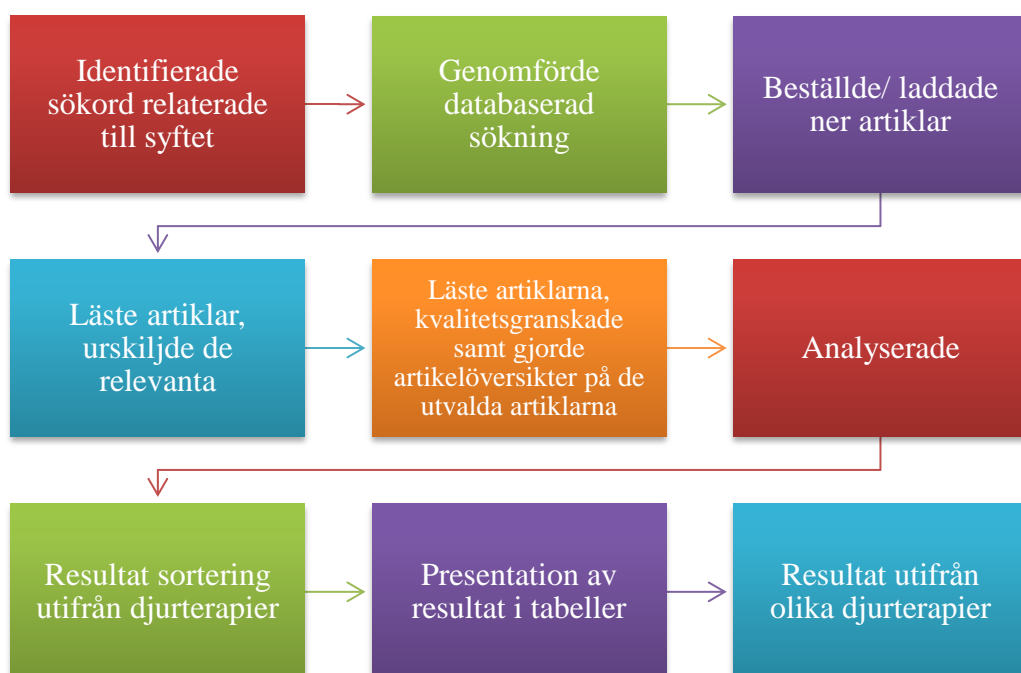 Identifierade
sökord relaterade
till syftet
Genomförde
databaserad
sökning
Beställde/ laddade
ner artiklar
Läste artiklar,
urskiljde de
relevanta
Läste artiklarna,
kvalitetsgranskade
samt gjorde
artikelöversikter på de
utvalda artiklarna
Analyserade
Resultat sortering
utifrån djurterapier
Presentation av
resultat i tabeller
Resultat utifrån
olika djurterapier